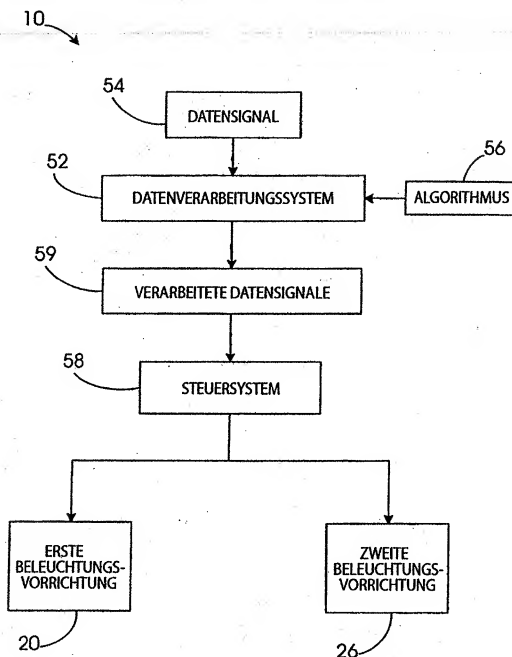 10
54
DATENSIGNAL
52
DATENVERARBEITUNGSSYSTEM
56
ALGORITHMUS
59
VERARBEITETE DATENSIGNALE
58
STEUERSYSTEM
ERSTE
BELEUCHTUNGS-
VORRICHTUNG
20
ZWEITE
BELEUCHTUNGS-
VORRICHTUNG
26